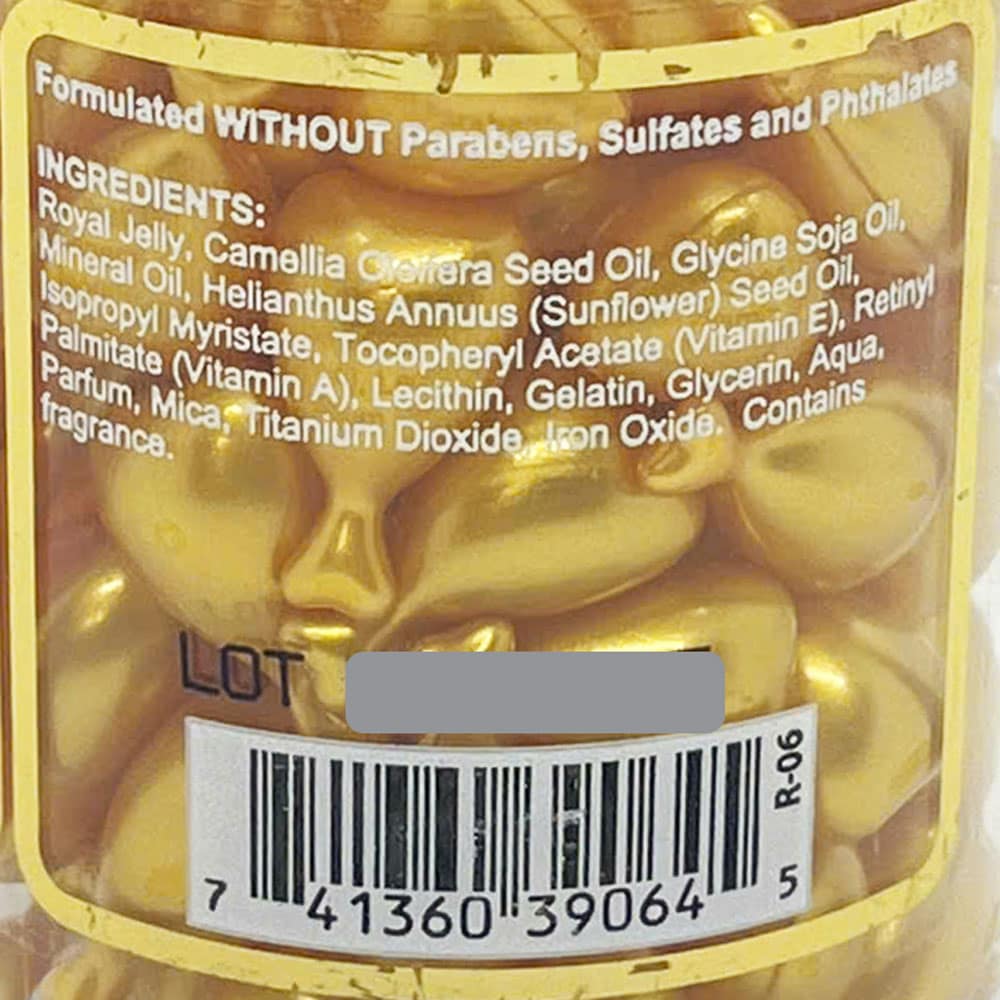 Formulated WITHOUT Parabens, Sulfates and Phthalates
INGREDIENTS:
Royal Jelly, Camellia Oleifera Seed Oil, Glycine Soja Oil,
Mineral Oil, Helianthus Annuus (Sunflower) Seed Oil,
Isopropyl Myristate, Tocopheryl Acetate (Vitamin E), Retinyl
Palmitate (Vitamin A), Lecithin, Gelatin, Glycerin, Aqua,
Parfum, Mica, Titanium Dioxide, Iron Oxide. Contains
fragrance.
LOT
R-06
7 41360 39064 5